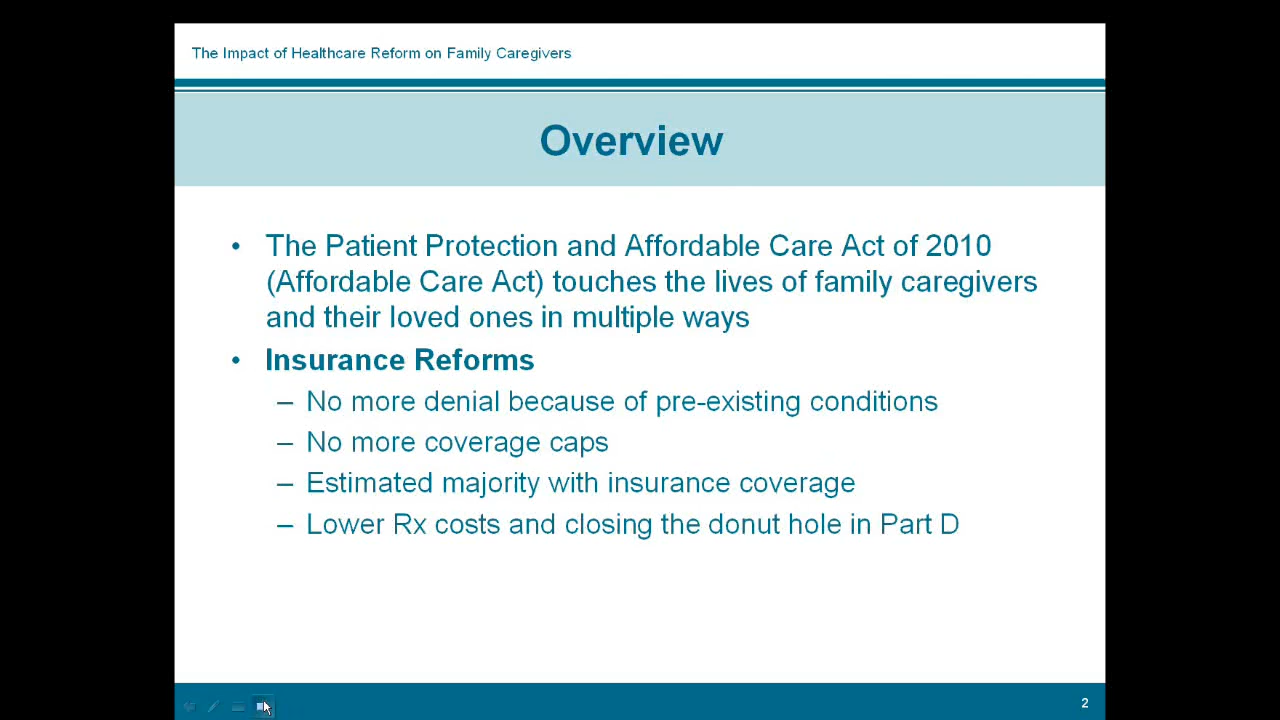 The Impact of Healthcare Reform on Family Caregivers
Overview
• The Patient Protection and Affordable Care Act of 2010
(Affordable Care Act) touches the lives of family caregivers
and their loved ones in multiple ways
• Insurance Reforms
– No more denial because of pre-existing conditions
– No more coverage caps
– Estimated majority with insurance coverage
– Lower Rx costs and closing the donut hole in Part D
2